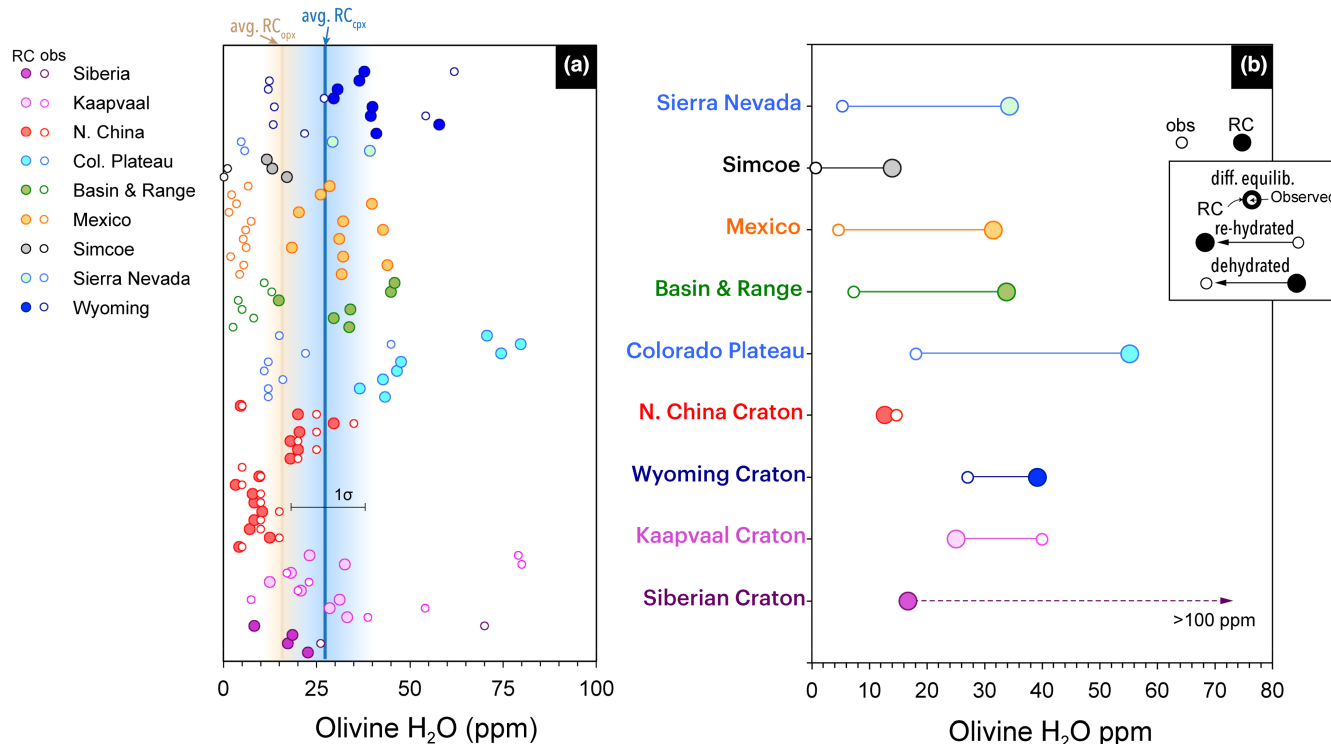 avg. RCopx
avg. RCcpx
RC obs
Siberia
Kaapvaal
N. China
Col. Plateau
Basin & Range
Mexico
Simcoe
Sierra Nevada
Wyoming
(a)
1σ
0 25 50 75 100
Olivine H2O (ppm)
(b)
Sierra Nevada
Simcoe
Mexico
Basin & Range
Colorado Plateau
N. China Craton
Wyoming Craton
Kaapvaal Craton
Siberian Craton
>100 ppm
obs RC
diff. equilib.
RC Observed
re-hydrated
dehydrated
0 10 20 30 40 50 60 70 80
Olivine H2O ppm